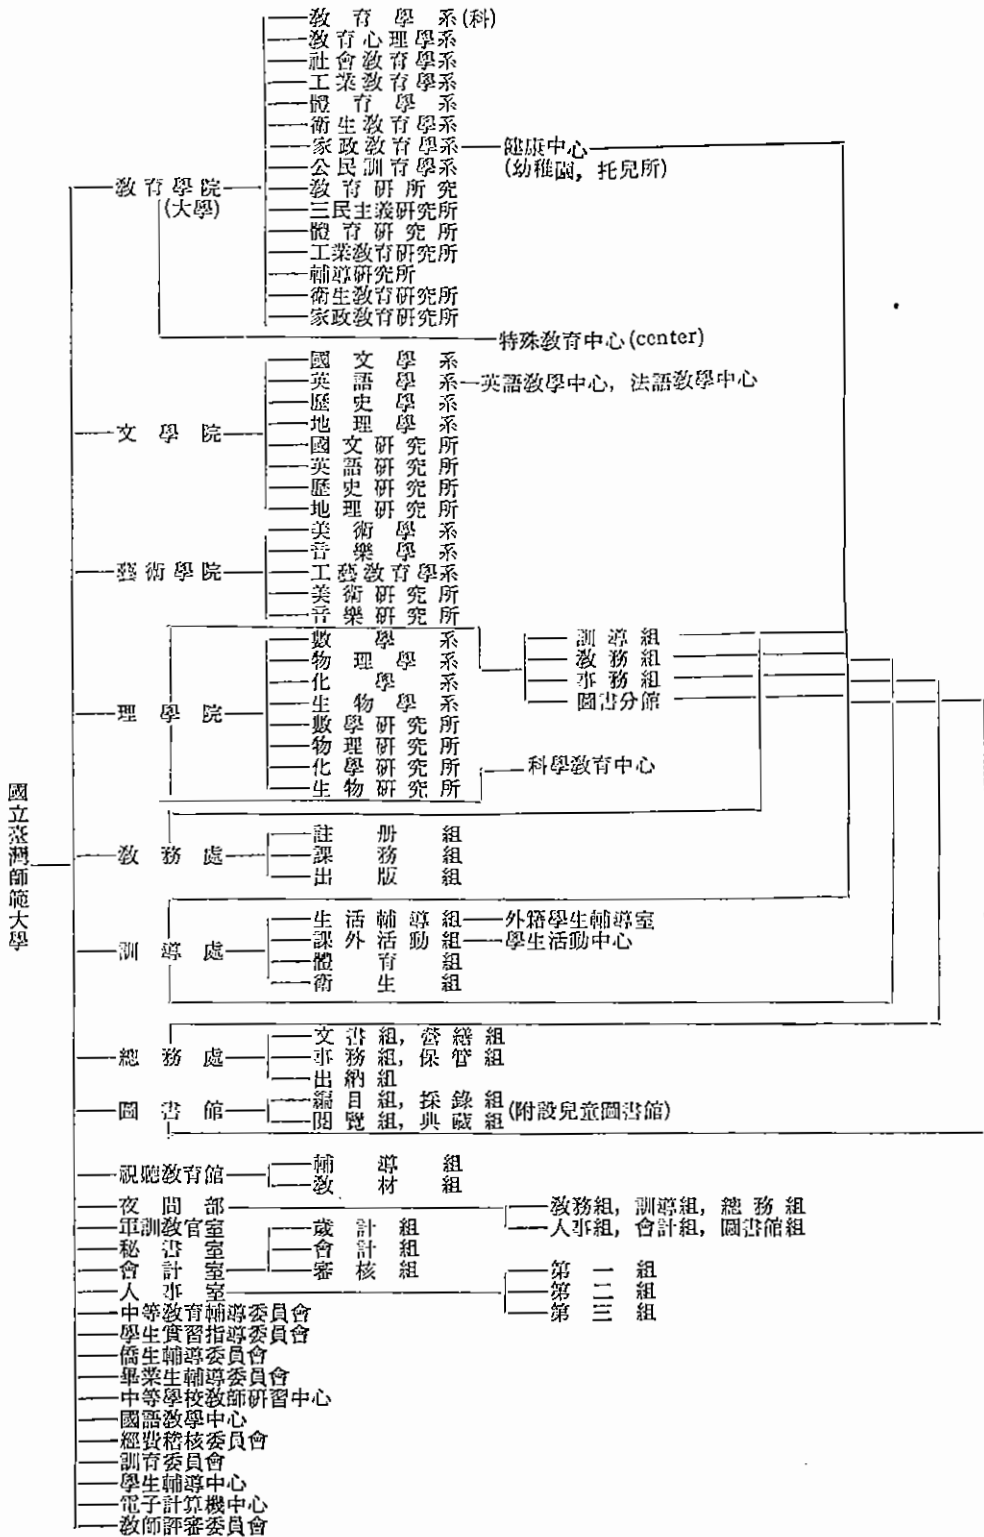 國立臺灣師範大學
教育學院
(大學)
教育學系(科)
教育心理學系
社會教育學系
工業教育學系
體育學系
衛生教育學系
家政教育學系
健康中心
(幼稚園, 托兒所)
公民訓育學系
教育研所究
三民主義研究所
體育研究所
工業教育研究所
輔導研究所
衛生教育研究所
家政教育研究所
特殊教育中心(center)
文學院
國文學系
英語學系
英語教學中心, 法語教學中心
歷史學系
地理學系
國文研究所
英語研究所
歷史研究所
地理研究所
藝術學院
美術學系
音樂學系
工藝教育學系
美術研究所
音樂研究所
理學院
數學系
物理學系
化學系
生物學系
數學研究所
物理研究所
化學研究所
生物研究所
訓導組
教務組
事務組
圖書分館
科學教育中心
教務處
註册組
課務組
出版組
訓導處
生活輔導組
外籍學生輔導室
課外活動組
學生活動中心
體育組
衛生組
總務處
文書組, 營繕組
事務組, 保管組
出納組
圖書館
編目組, 採錄組
閱覽組, 典藏組
(附設兒童圖書館)
視聽教育館
輔導組
教材組
夜間部
教務組, 訓導組, 總務組
人事組, 會計組, 圖書館組
軍訓教官室
秘書室
會計室
歲計組
會計組
審核組
人事室
第一組
第二組
第三組
中等教育輔導委員會
學生實習指導委員會
僑生輔導委員會
畢業生輔導委員會
中等學校教師研習中心
國語教學中心
經費稽核委員會
訓育委員會
學生輔導中心
電子計算機中心
教師評審委員會